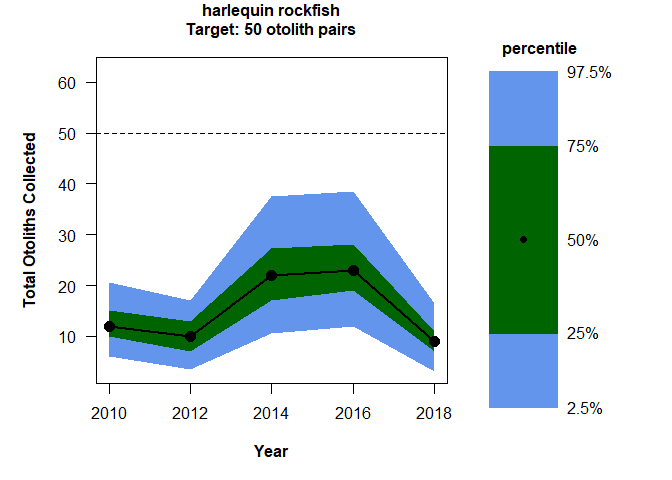 harlequin rockfish
Target: 50 otolith pairs
percentile
Total Otoliths Collected
60
50
40
30
20
10
2010 2012 2014 2016 2018
Year
97.5%
75%
50%
25%
2.5%